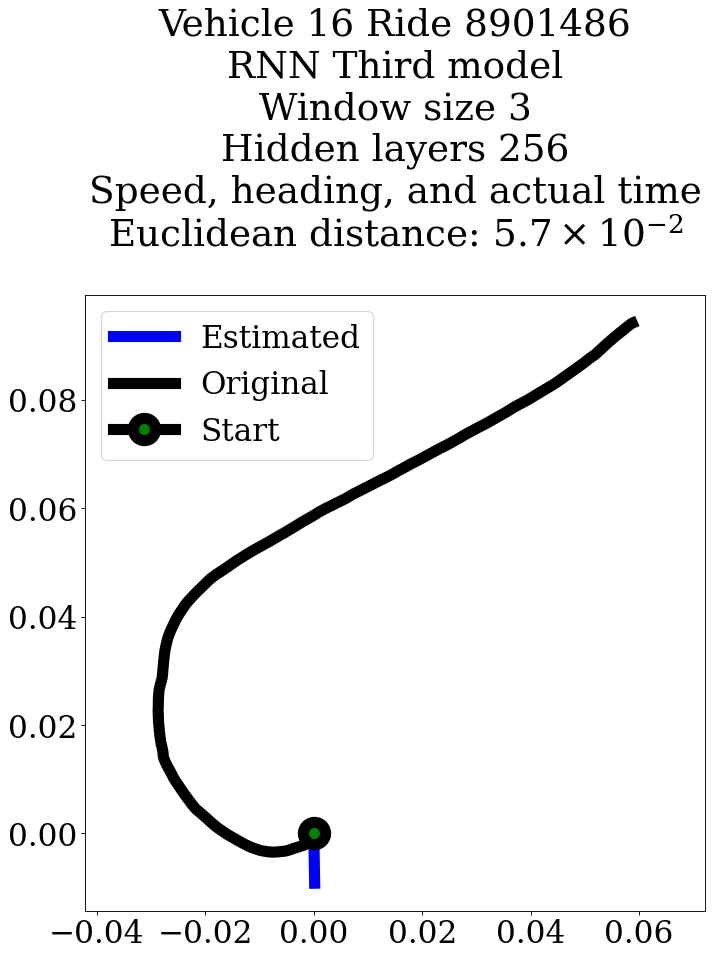 Vehicle 16 Ride 8901486
RNN Third model
Window size 3
Hidden layers 256
Speed, heading, and actual time
Euclidean distance: 5.7 × 10⁻²
Estimated
Original
Start
0.08
0.06
0.04
0.02
0.00
−0.04 −0.02 0.00 0.02 0.04 0.06